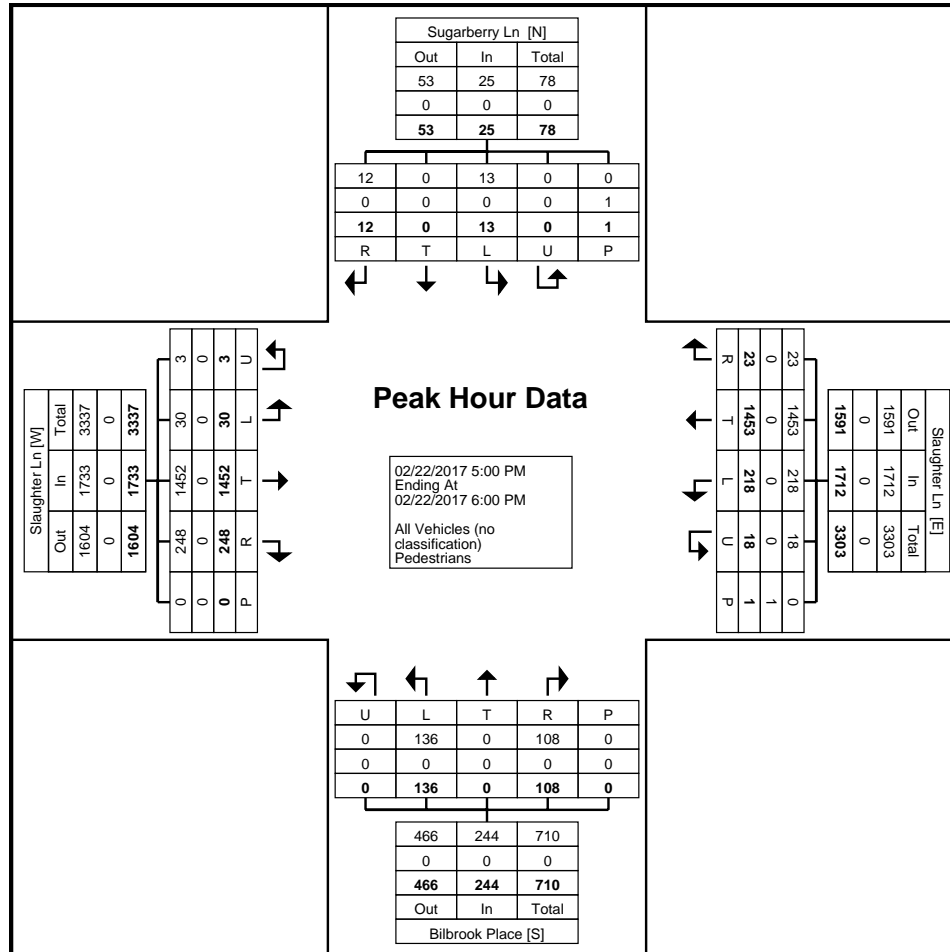 Sugarberry Ln [N]
Out In Total
53 25 78
0 0 0
53 25 78
12 0 13 0 0
0 0 0 0 1
12 0 13 0 1
R T L U P
Slaughter Ln [W]
Total In Out
3337 1733 1604
0 0 0
3337 1733 1604
3 30 1452 248 0
0 0 0 0 0
3 30 1452 248 0
U L T R P
Peak Hour Data
02/22/2017 5:00 PM
Ending At
02/22/2017 6:00 PM
All Vehicles (no
classification)
Pedestrians
Slaughter Ln [E]
Out In Total
1591 1712 3303
0 0 0
1591 1712 3303
23 1453 218 18 0
0 0 0 0 1
23 1453 218 18 1
R T L U P
U L T R P
0 136 0 108 0
0 0 0 0 0
0 136 0 108 0
466 244 710
0 0 0
466 244 710
Out In Total
Bilbrook Place [S]